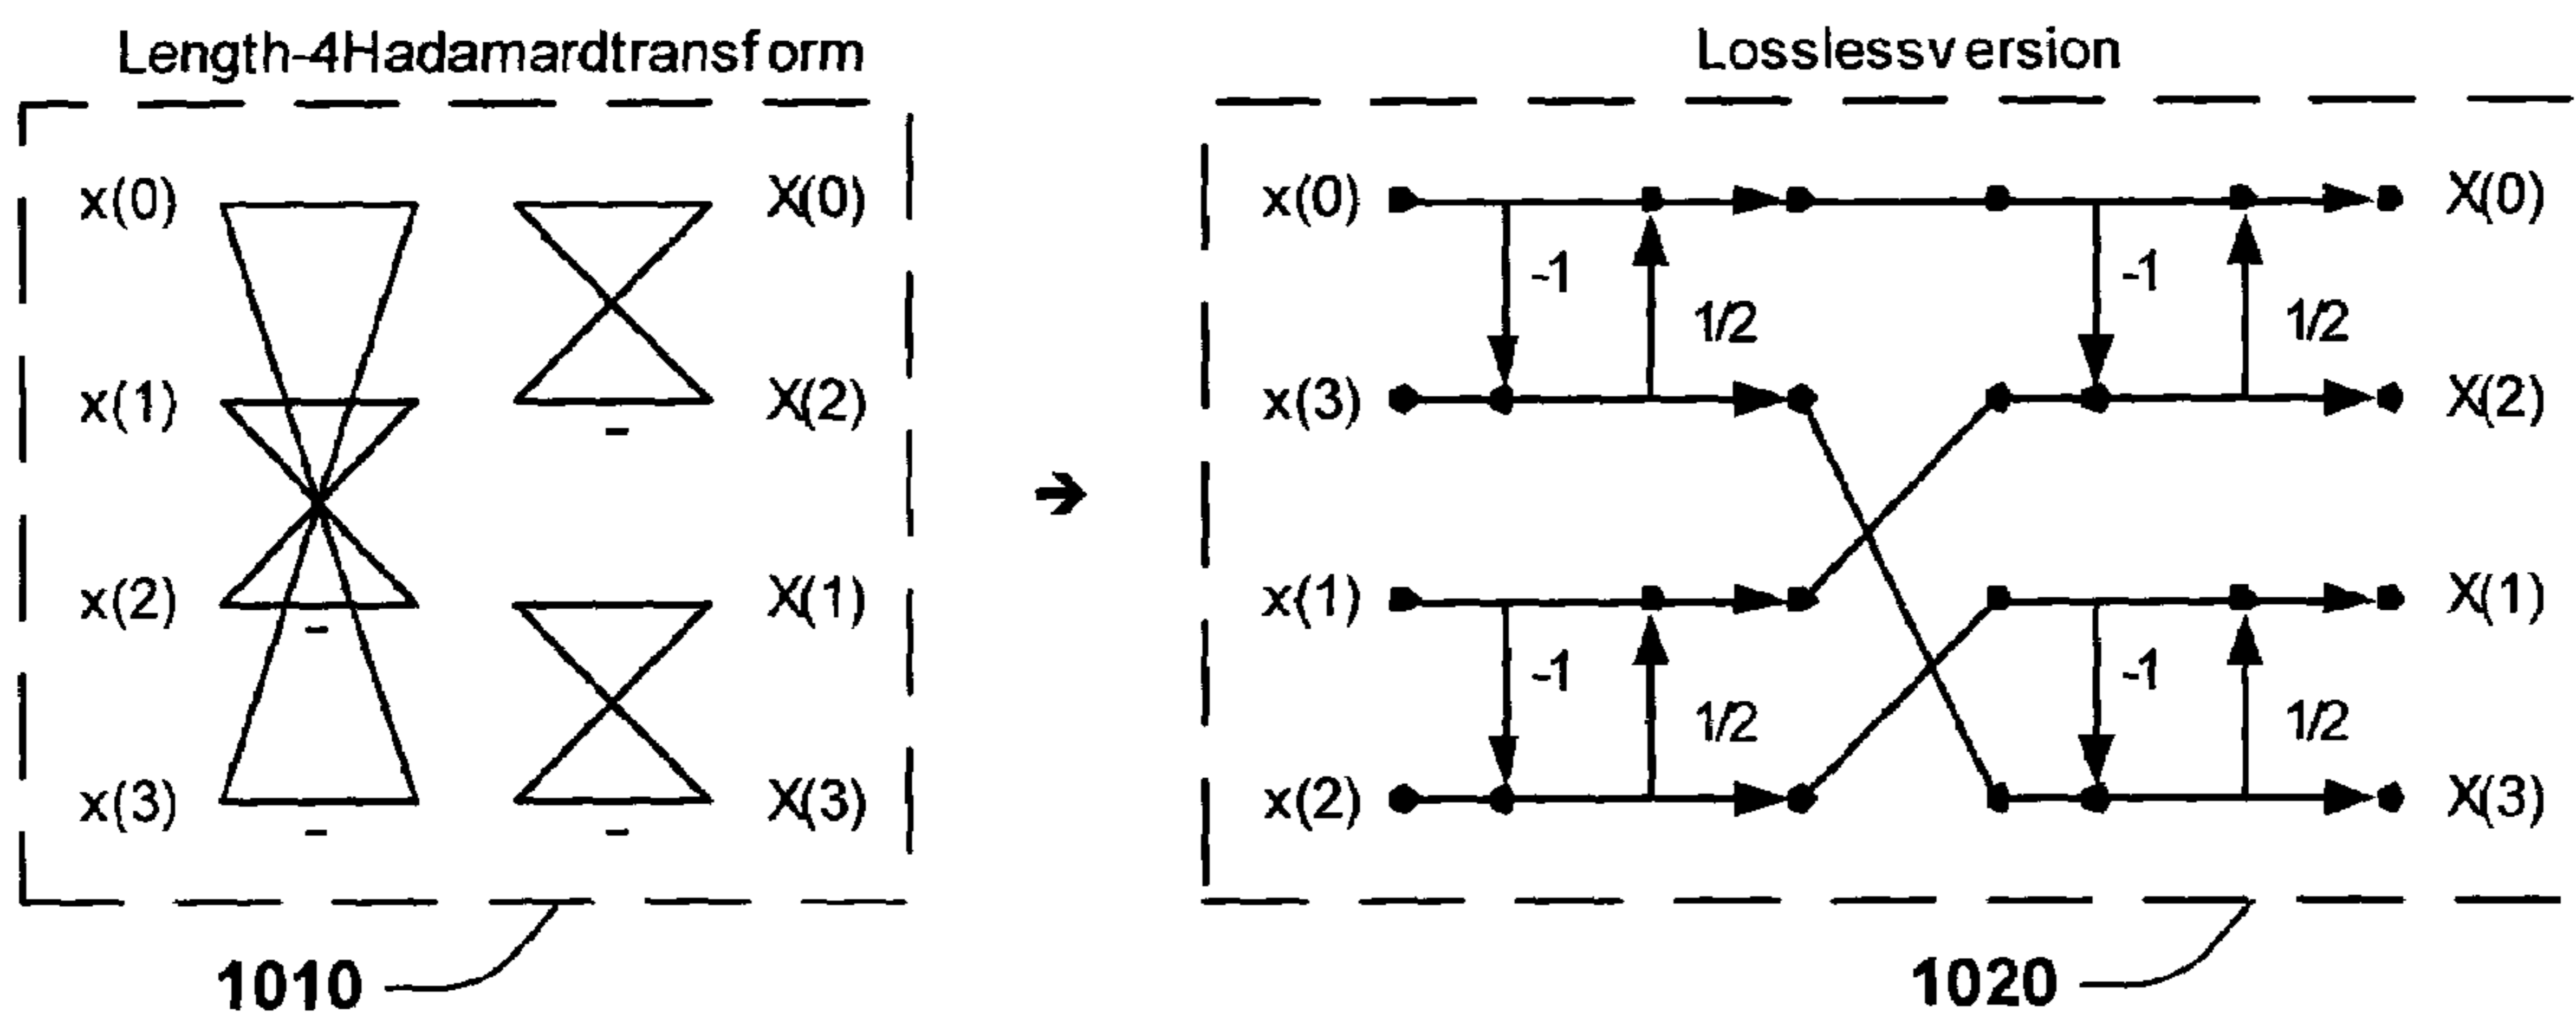 Length-4Hadamardtransform
Losslessversion
x(0) X(0)
x(1) X(2)
-
x(2) X(1)
-
x(3) X(3)
- -
1010
➔
x(0) X(0)
-1 -1
1/2 1/2
x(3) X(2)
x(1) X(1)
-1 -1
1/2 1/2
x(2) X(3)
1020